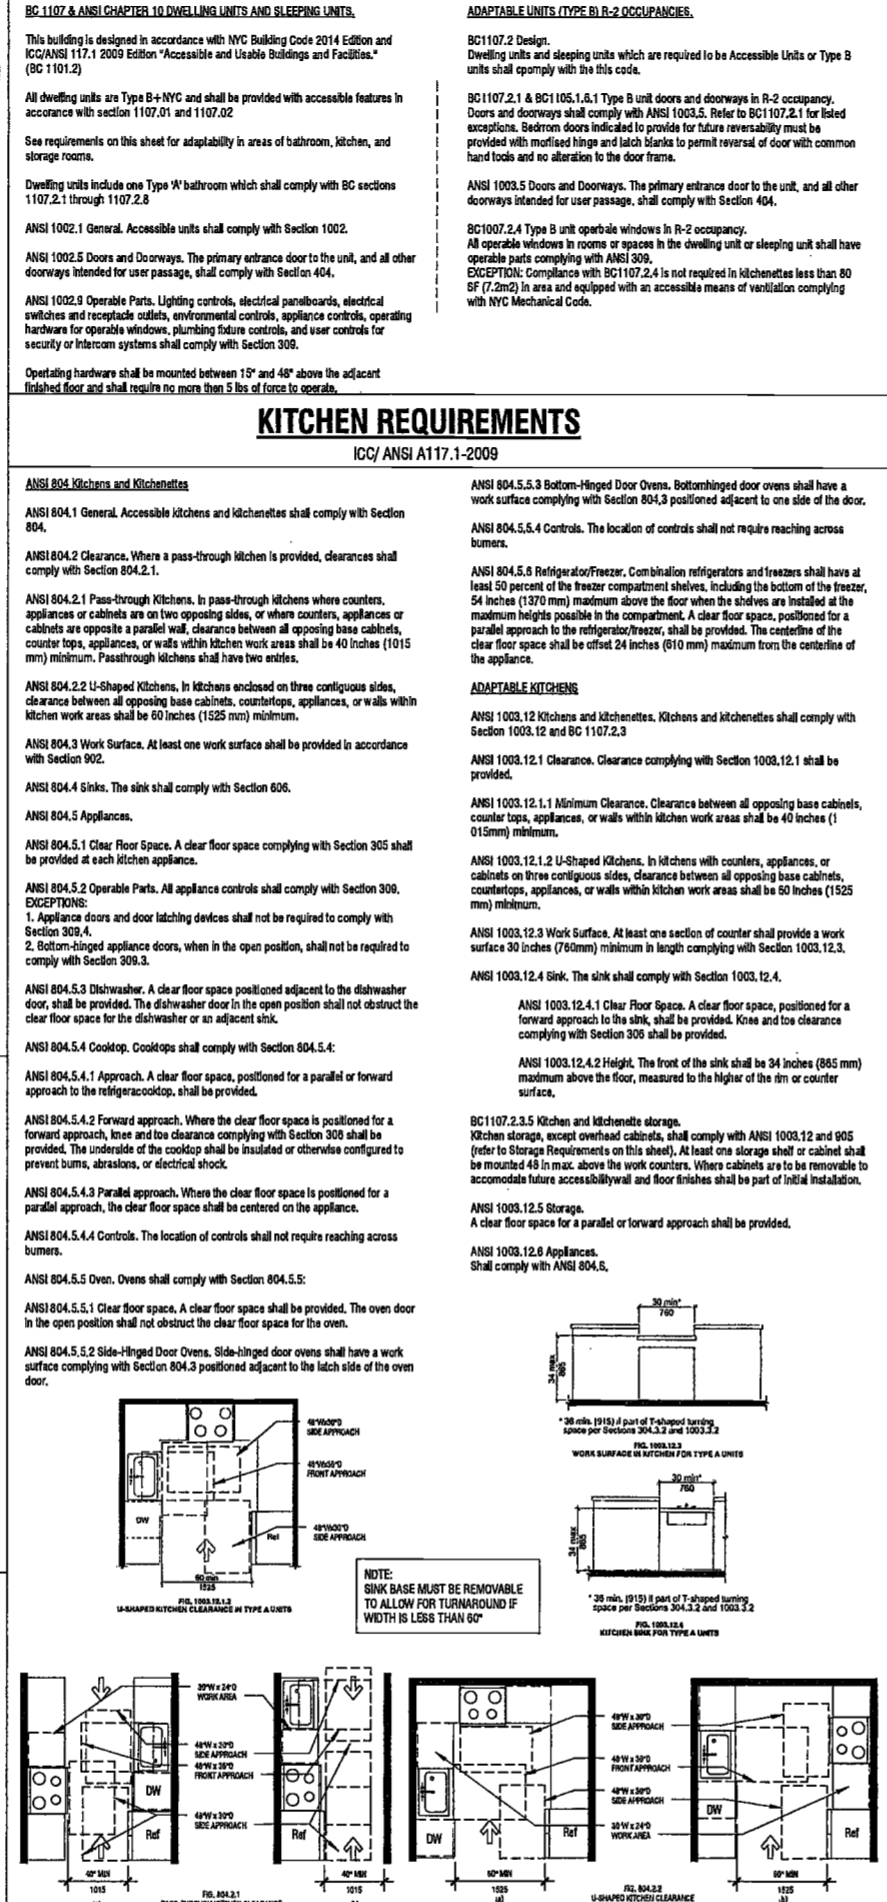 BC 1107 & ANSI CHAPTER 10 DWELLING UNITS AND SLEEPING UNITS.
This building is designed in accordance with NYC Building Code 2014 Edition and
ICC/ANSI 117.1 2009 Edition "Accessible and Usable Buildings and Facilities."
(BC 1101.2)
All dwelling units are Type B+NYC and shall be provided with accessible features in
accorance with section 1107.01 and 1107.02
See requirements on this sheet for adaptability in areas of bathroom, kitchen, and
storage rooms.
Dwelling units include one Type 'A' bathroom which shall comply with BC sections
1107.2.1 through 1107.2.8
ANSI 1002.1 General. Accessible units shall comply with Section 1002.
ANSI 1002.5 Doors and Doorways. The primary entrance door to the unit, and all other
doorways intended for user passage, shall comply with Section 404.
ANSI 1002.9 Operable Parts. Lighting controls, electrical panelboards, electrical
switches and receptacle outlets, environmental controls, appliance controls, operating
hardware for operable windows, plumbing fixture controls, and user controls for
security or intercom systems shall comply with Section 309.
Opertating hardware shall be mounted between 15" and 48" above the adjacent
finished floor and shall require no more then 5 lbs of force to operate.
ADAPTABLE UNITS (TYPE B) R-2 OCCUPANCIES.
BC1107.2 Design.
Dwelling units and sleeping units which are required to be Accessible Units or Type B
units shall cpomply with the this code.
BC1107.2.1 & BC1105.1.6.1 Type B unit doors and doorways in R-2 occupancy.
Doors and doorways shall comply with ANSI 1003.5. Refer to BC1107.2.1 for listed
exceptions. Bedrrom doors indicated to provide for future reversability must be
provided with mortised hinge and latch blanks to permit reversal of door with common
hand tools and no alteration to the door frame.
ANSI 1003.5 Doors and Doorways. The primary entrance door to the unit, and all other
doorways intended for user passage, shall comply with Section 404.
BC1007.2.4 Type B unit operbale windows in R-2 occupancy.
All operable windows in rooms or spaces in the dwelling unit or sleeping unit shall have
operable parts complying with ANSI 309.
EXCEPTION: Compliance with BC1107.2.4 is not required in kitchenettes less than 80
SF (7.2m2) in area and equipped with an accessible means of ventilation complying
with NYC Mechanical Code.
KITCHEN REQUIREMENTS
ICC/ ANSI A117.1-2009
ANSI 804 Kitchens and Kitchenettes
ANSI 804.1 General. Accessible kitchens and kitchenettes shall comply with Section
804.
ANSI 804.2 Clearance. Where a pass-through kitchen is provided, clearances shall
comply with Section 804.2.1.
ANSI 804.2.1 Pass-through Kitchens. In pass-through kitchens where counters,
appliances or cabinets are on two opposing sides, or where counters, appliances or
cabinets are opposite a parallel wall, clearance between all opposing base cabinets,
counter tops, appliances, or walls within kitchen work areas shall be 40 inches (1015
mm) minimum. Passthrough kitchens shall have two entries.
ANSI 804.2.2 U-Shaped Kitchens. In kitchens enclosed on three contiguous sides,
clearance between all opposing base cabinets, countertops, appliances, or walls within
kitchen work areas shall be 60 inches (1525 mm) minimum.
ANSI 804.3 Work Surface. At least one work surface shall be provided in accordance
with Section 902.
ANSI 804.4 Sinks. The sink shall comply with Section 606.
ANSI 804.5 Appliances.
ANSI 804.5.1 Clear Floor Space. A clear floor space complying with Section 305 shall
be provided at each kitchen appliance.
ANSI 804.5.2 Operable Parts. All appliance controls shall comply with Section 309.
EXCEPTIONS:
1. Appliance doors and door latching devices shall not be required to comply with
Section 309.4.
2. Bottom-hinged appliance doors, when in the open position, shall not be required to
comply with Section 309.3.
ANSI 804.5.3 Dishwasher. A clear floor space positioned adjacent to the dishwasher
door, shall be provided. The dishwasher door in the open position shall not obstruct the
clear floor space for the dishwasher or an adjacent sink.
ANSI 804.5.4 Cooktop. Cooktops shall comply with Section 804.5.4:
ANSI 804.5.4.1 Approach. A clear floor space, positioned for a parallel or forward
approach to the refrigeracooktop, shall be provided.
ANSI 804.5.4.2 Forward approach. Where the clear floor space is positioned for a
forward approach, knee and toe clearance complying with Section 306 shall be
provided. The underside of the cooktop shall be insulated or otherwise configured to
prevent burns, abrasions, or electrical shock.
ANSI 804.5.4.3 Parallel approach. Where the clear floor space is positioned for a
parallel approach, the clear floor space shall be centered on the appliance.
ANSI 804.5.4.4 Controls. The location of controls shall not require reaching across
burners.
ANSI 804.5.5 Oven. Ovens shall comply with Section 804.5.5:
ANSI 804.5.5.1 Clear floor space. A clear floor space shall be provided. The oven door
in the open position shall not obstruct the clear floor space for the oven.
ANSI 804.5.5.2 Side-Hinged Door Ovens. Side-hinged door ovens shall have a work
surface complying with Section 804.3 positioned adjacent to the latch side of the oven
door.
ANSI 804.5.5.3 Bottom-Hinged Door Ovens. Bottomhinged door ovens shall have a
work surface complying with Section 804.3 positioned adjacent to one side of the door.
ANSI 804.5.5.4 Controls. The location of controls shall not require reaching across
burners.
ANSI 804.5.6 Refrigerator/Freezer. Combination refrigerators and freezers shall have at
least 50 percent of the freezer compartment shelves, including the bottom of the freezer,
54 inches (1370 mm) maximum above the floor when the shelves are installed at the
maximum heights possible in the compartment. A clear floor space, positioned for a
parallel approach to the refrigerator/freezer, shall be provided. The centerline of the
clear floor space shall be offset 24 inches (610 mm) maximum from the centerline of
the appliance.
ADAPTABLE KITCHENS
ANSI 1003.12 Kitchens and kitchenettes. Kitchens and kitchenettes shall comply with
Section 1003.12 and BC 1107.2.3
ANSI 1003.12.1 Clearance. Clearance complying with Section 1003.12.1 shall be
provided.
ANSI 1003.12.1.1 Minimum Clearance. Clearance between all opposing base cabinets,
counter tops, appliances, or walls within kitchen work areas shall be 40 inches (1
015mm) minimum.
ANSI 1003.12.1.2 U-Shaped Kitchens. In kitchens with counters, appliances, or
cabinets on three contiguous sides, clearance between all opposing base cabinets,
countertops, appliances, or walls within kitchen work areas shall be 60 inches (1525
mm) minimum.
ANSI 1003.12.3 Work Surface. At least one section of counter shall provide a work
surface 30 inches (760mm) minimum in length complying with Section 1003.12.3.
ANSI 1003.12.4 Sink. The sink shall comply with Section 1003.12.4.
ANSI 1003.12.4.1 Clear Floor Space. A clear floor space, positioned for a
forward approach to the sink, shall be provided. Knee and toe clearance
complying with Section 306 shall be provided.
ANSI 1003.12.4.2 Height. The front of the sink shall be 34 inches (865 mm)
maximum above the floor, measured to the higher of the rim or counter
surface.
BC1107.2.3.5 Kitchen and kitchenette storage.
Kitchen storage, except overhead cabinets, shall comply with ANSI 1003.12 and 905
(refer to Storage Requirements on this sheet). At least one storage shelf or cabinet shall
be mounted 48 in max. above the work counters. Where cabinets are to be removable to
accomodate future accessibilitywall and floor finishes shall be part of initial installation.
ANSI 1003.12.5 Storage.
A clear floor space for a parallel or forward approach shall be provided.
ANSI 1003.12.6 Appliances.
Shall comply with ANSI 804.6.
30 min*
760
34 max
865
* 36 min. (915) if part of T-shaped turning
space per Sections 304.3.2 and 1003.3.2
FIG. 1003.12.3
WORK SURFACE IN KITCHEN FOR TYPE A UNITS
30 min*
760
34 max
865
* 36 min. (915) if part of T-shaped turning
space per Sections 304.3.2 and 1003.3.2
FIG. 1003.12.4
KITCHEN SINK FOR TYPE A UNITS
48"Wx30"D
SIDE APPROACH
FRONT APPROACH
48"Wx30"D
SIDE APPROACH
DW
Ref
60 min
1525
FIG. 1003.12.1.2
U-SHAPED KITCHEN CLEARANCE IN TYPE A UNITS
NOTE:
SINK BASE MUST BE REMOVABLE
TO ALLOW FOR TURNAROUND IF
WIDTH IS LESS THAN 60"
30"W x 24"D
WORK AREA
48"W x 30"D
SIDE APPROACH
48"W x 30"D
FRONT APPROACH
48"W x 30"D
SIDE APPROACH
DW
Ref
Ref
40" MIN
1015
40" MIN
1015
FIG. 804.2.1
48"W x 30"D
SIDE APPROACH
48"W x 30"D
FRONT APPROACH
48"W x 30"D
SIDE APPROACH
30"W x 24"D
WORK AREA
DW
Ref
DW
Ref
60" MIN
1525
(a)
60" MIN
1525
(b)
FIG. 804.2.2
U-SHAPED KITCHEN CLEARANCE